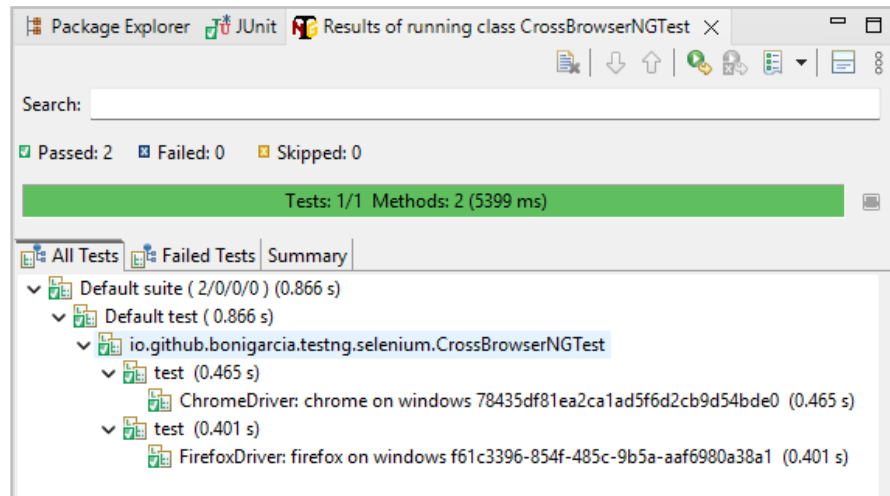 Package Explorer JUnit Results of running class CrossBrowserNGTest
Search:
Passed: 2 Failed: 0 Skipped: 0
Tests: 1/1 Methods: 2 (5399 ms)
All Tests Failed Tests Summary
Default suite ( 2/0/0/0 ) (0.866 s)
Default test ( 0.866 s)
io.github.bonigarcia.testng.selenium.CrossBrowserNGTest
test (0.465 s)
ChromeDriver: chrome on windows 78435df81ea2ca1ad5f6d2cb9d54bde0 (0.465 s)
test (0.401 s)
FirefoxDriver: firefox on windows f61c3396-854f-485c-9b5a-aaf6980a38a1 (0.401 s)